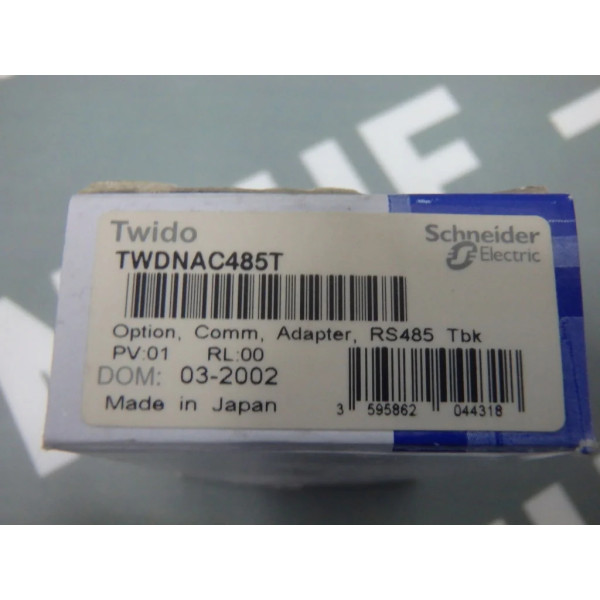 Twido
Schneider
Electric
TWDNAC485T
Option, Comm, Adapter, RS485 Tbk
PV:01 RL:00
DOM: 03-2002
Made in Japan
3 595862 044318